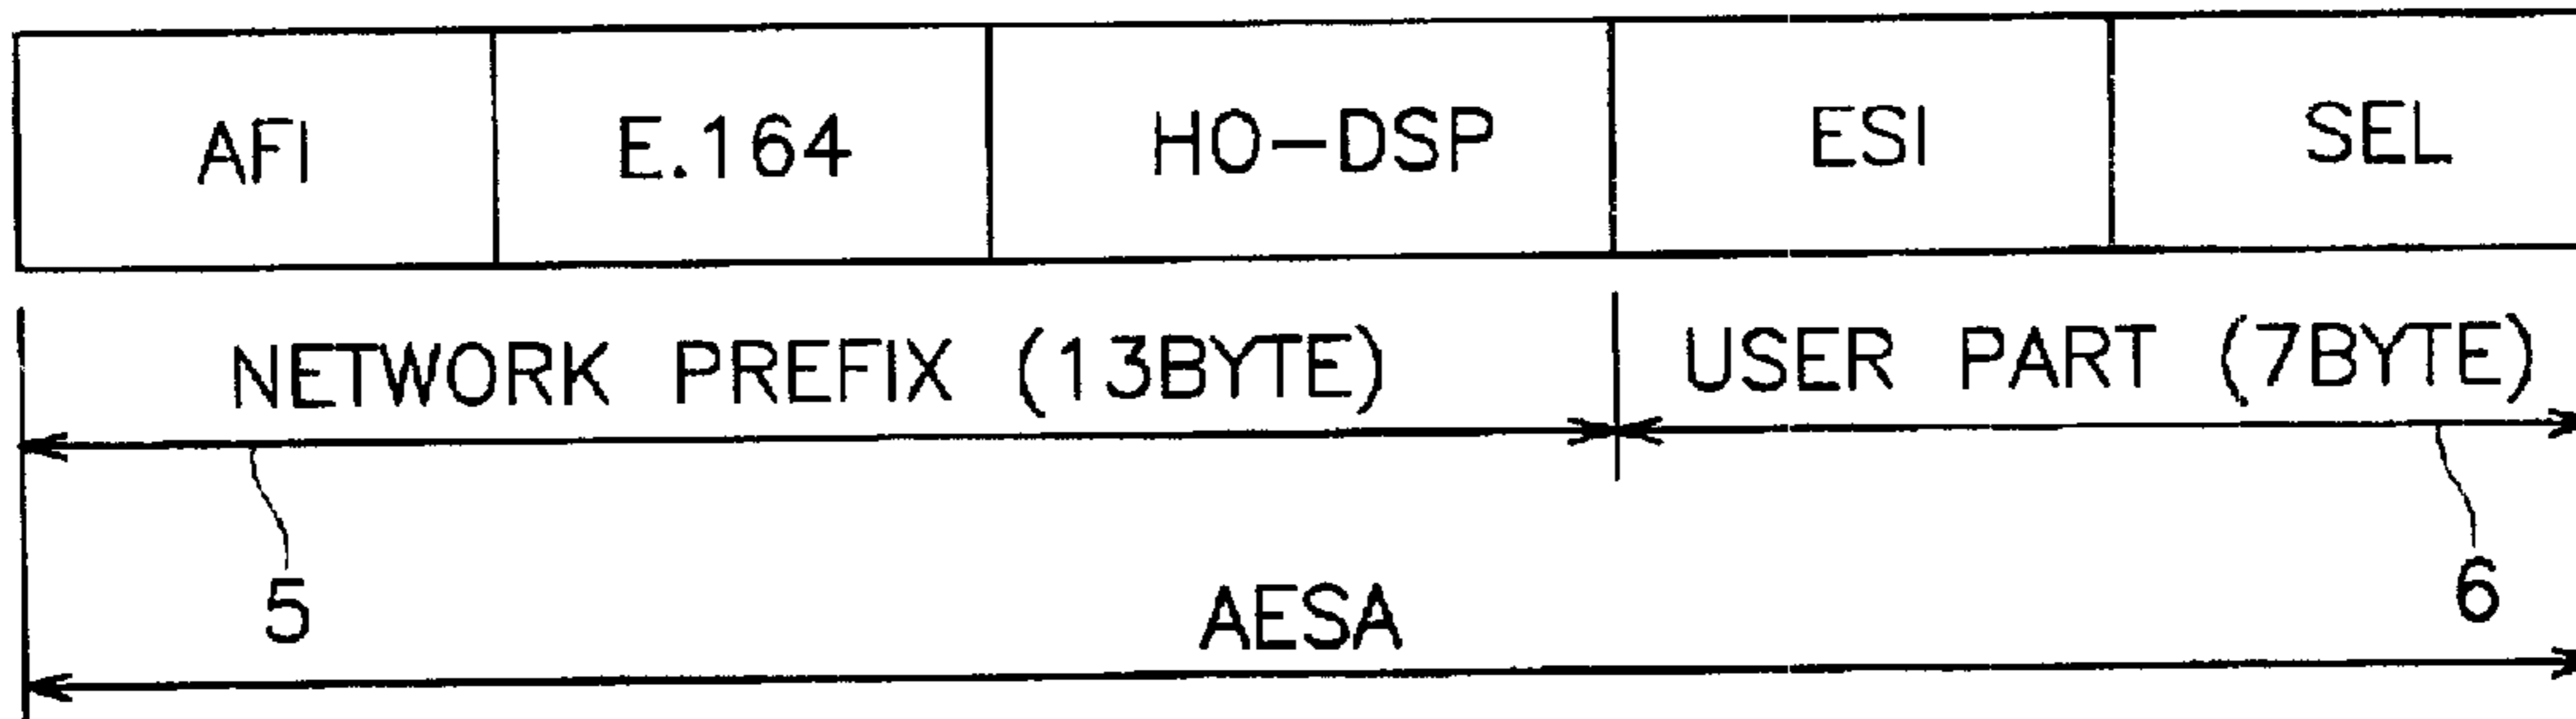 AFI E.164 HO-DSP ESI SEL
NETWORK PREFIX (13BYTE) USER PART (7BYTE)
5 6
AESA